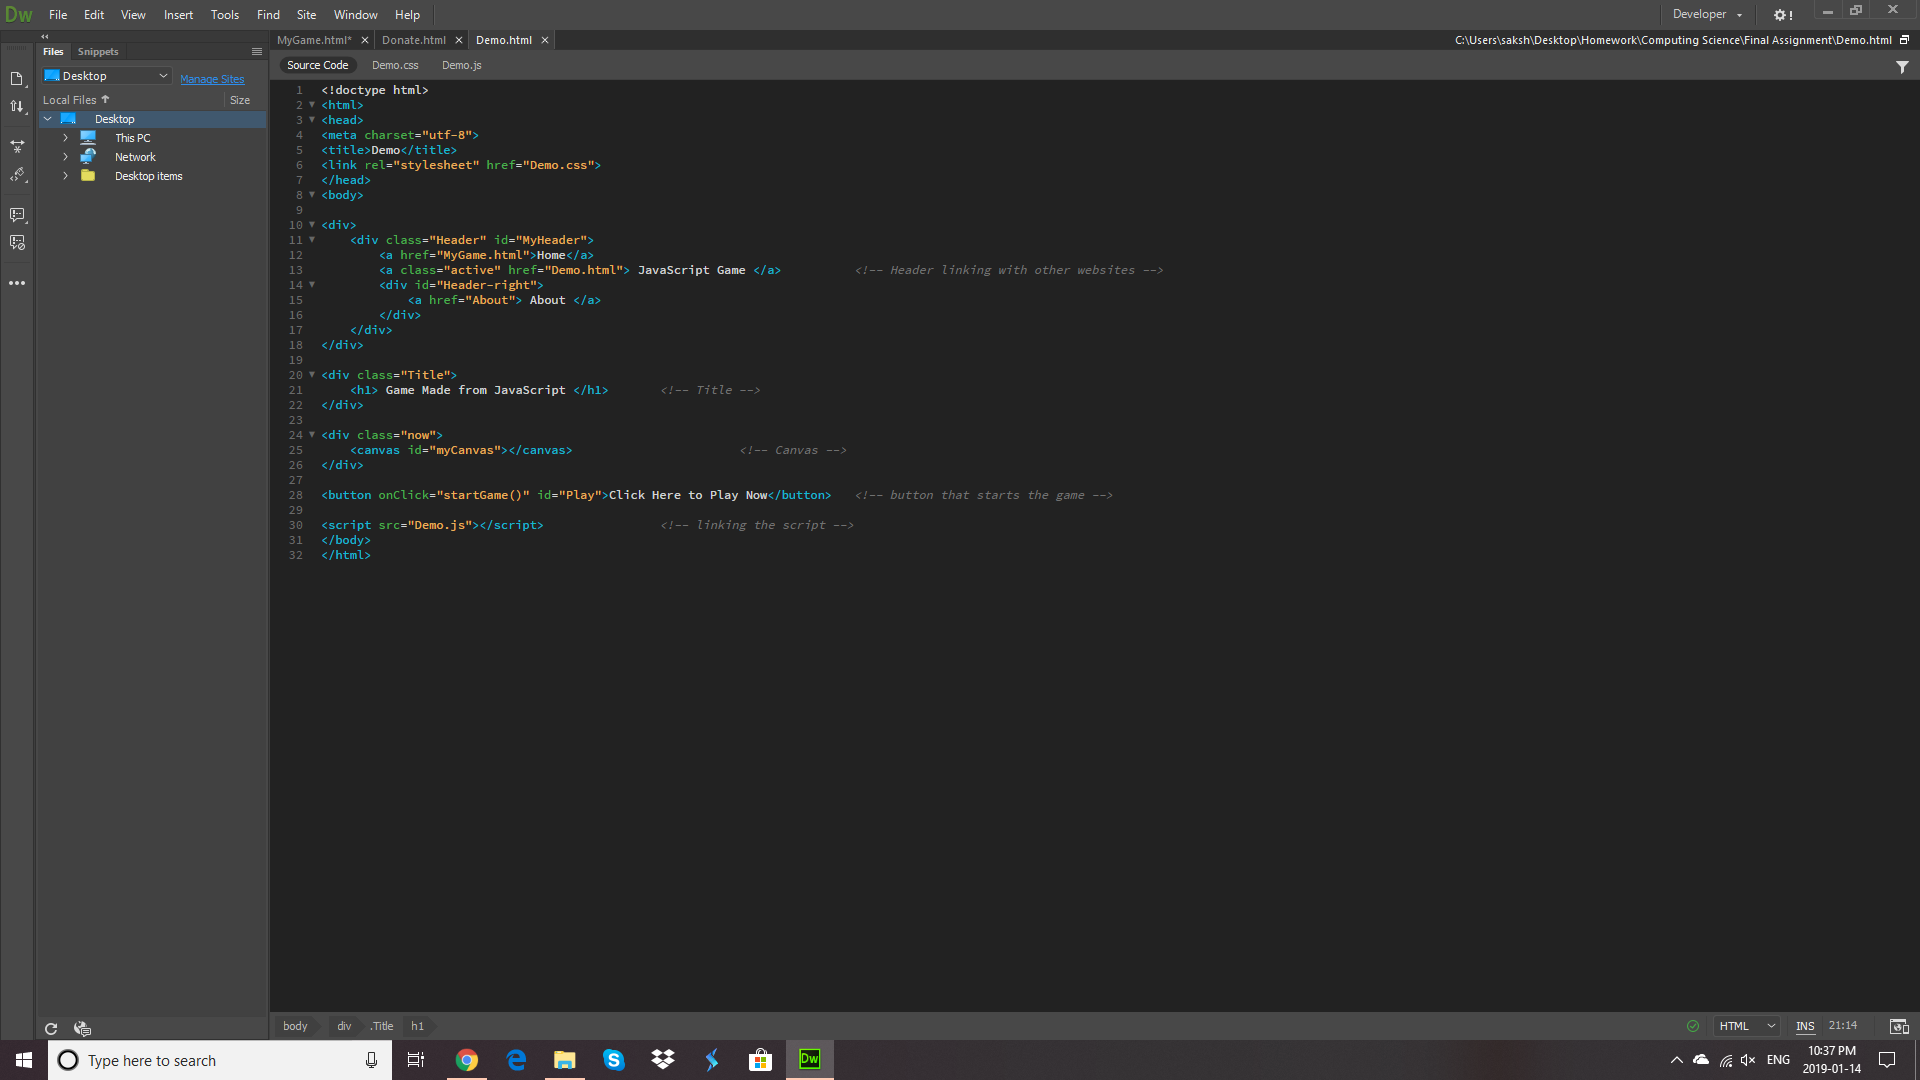 Dw File Edit View Insert Tools Find Site Window Help Developer !
Files Snippets
MyGame.html* Donate.html Demo.html C:\Users\saksh\Desktop\Homework\Computing Science\Final Assignment\Demo.html
Source Code Demo.css Demo.js
Desktop Manage Sites
Local Files Size
Desktop
This PC
Network
Desktop items
1 <!doctype html>
2 <html>
3 <head>
4 <meta charset="utf-8">
5 <title>Demo</title>
6 <link rel="stylesheet" href="Demo.css">
7 </head>
8 <body>
9
10 <div>
11     <div class="Header" id="MyHeader">
12         <a href="MyGame.html">Home</a>
13         <a class="active" href="Demo.html"> JavaScript Game </a>          <!-- Header linking with other websites -->
14         <div id="Header-right">
15             <a href="About"> About </a>
16         </div>
17     </div>
18 </div>
19
20 <div class="Title">
21     <h1> Game Made from JavaScript </h1>       <!-- Title -->
22 </div>
23
24 <div class="now">
25     <canvas id="myCanvas"></canvas>                       <!-- Canvas -->
26 </div>
27
28 <button onClick="startGame()" id="Play">Click Here to Play Now</button>   <!-- button that starts the game -->
29
30 <script src="Demo.js"></script>                <!-- linking the script -->
31 </body>
32 </html>
body div .Title h1 HTML INS 21:14
Type here to search Dw ENG 10:37 PM
2019-01-14